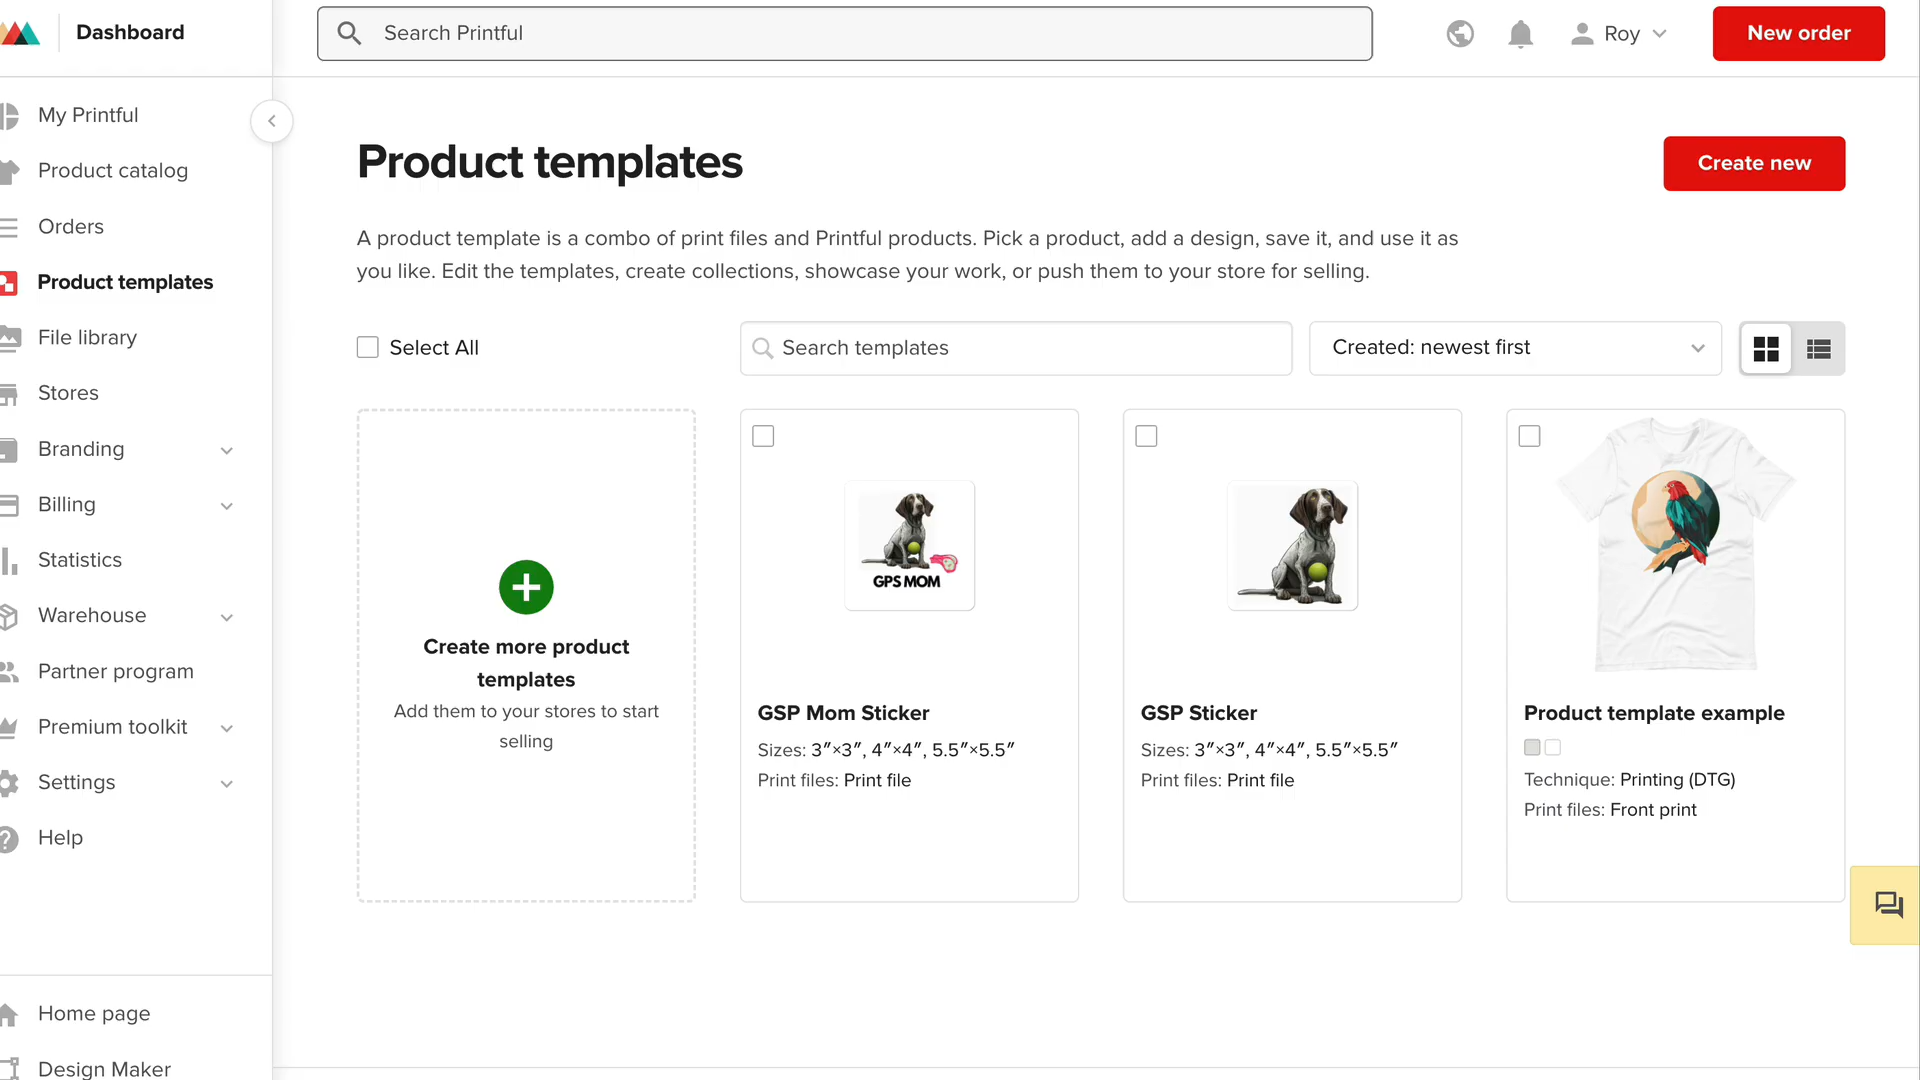 Dashboard
Search Printful
Roy
New order
My Printful
Product catalog
Orders
Product templates
File library
Stores
Branding
Billing
Statistics
Warehouse
Partner program
Premium toolkit
Settings
Help
Home page
Design Maker
Product templates
Create new
A product template is a combo of print files and Printful products. Pick a product, add a design, save it, and use it as
you like. Edit the templates, create collections, showcase your work, or push them to your store for selling.
Select All
Search templates
Created: newest first
Create more product
templates
Add them to your stores to start
selling
GPS MOM
GSP Mom Sticker
Sizes: 3″×3″, 4″×4″, 5.5″×5.5″
Print files: Print file
GSP Sticker
Sizes: 3″×3″, 4″×4″, 5.5″×5.5″
Print files: Print file
Product template example
Technique: Printing (DTG)
Print files: Front print